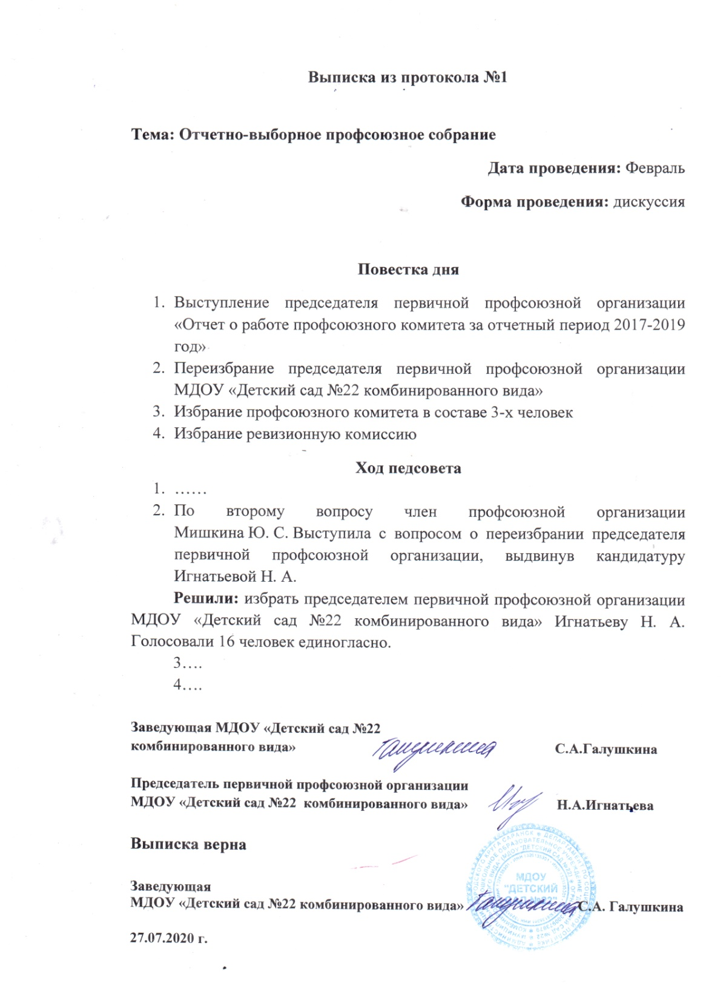 Выписка из протокола №1
Тема: Отчетно-выборное профсоюзное собрание
Дата проведения: Февраль
Форма проведения: дискуссия
Повестка дня
1. Выступление председателя первичной профсоюзной организации
«Отчет о работе профсоюзного комитета за отчетный период 2017-2019
год»
2. Переизбрание председателя первичной профсоюзной организации
МДОУ «Детский сад №22 комбинированного вида»
3. Избрание профсоюзного комитета в составе 3-х человек
4. Избрание ревизионную комиссию
Ход педсовета
1. ……
2. По второму вопросу член профсоюзной организации
Мишкина Ю. С. Выступила с вопросом о переизбрании председателя
первичной профсоюзной организации, выдвинув кандидатуру
Игнатьевой Н. А.
Решили: избрать председателем первичной профсоюзной организации
МДОУ «Детский сад №22 комбинированного вида» Игнатьеву Н. А.
Голосовали 16 человек единогласно.
3….
4….
Заведующая МДОУ «Детский сад №22
комбинированного вида» С.А.Галушкина
Председатель первичной профсоюзной организации
МДОУ «Детский сад №22 комбинированного вида» Н.А.Игнатьева
Выписка верна
МДОУ
"ДЕТСКИЙ
САД №22"
Заведующая
МДОУ «Детский сад №22 комбинированного вида» С.А. Галушкина
27.07.2020 г.